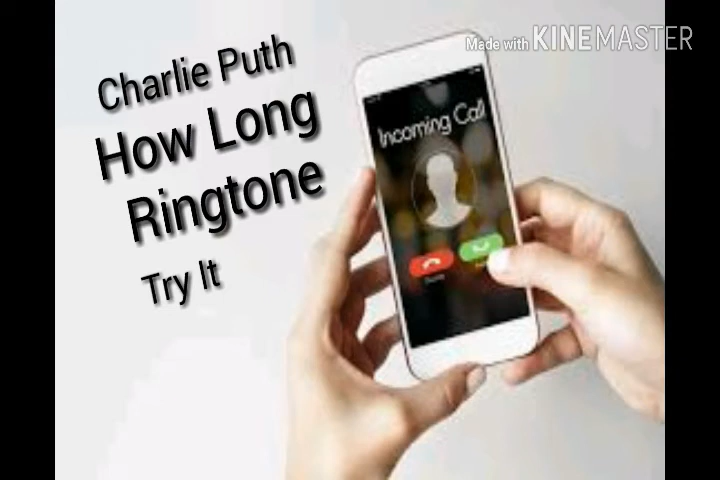 Made with KINEMASTER
Charlie Puth
How Long
Ringtone
Try It
Incoming Call